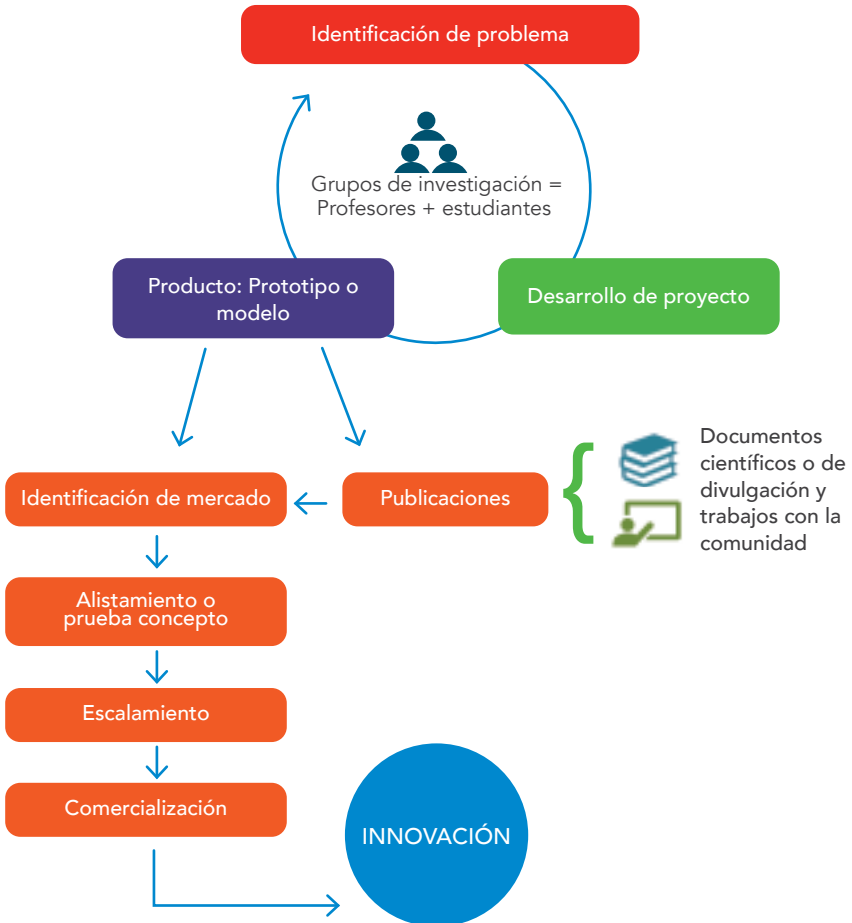 Identificación de problema
Grupos de investigación =
Profesores + estudiantes
Producto: Prototipo o
modelo
Desarrollo de proyecto
Identificación de mercado
Publicaciones
Documentos
científicos o de
divulgación y
trabajos con la
comunidad
Alistamiento o
prueba concepto
Escalamiento
Comercialización
INNOVACIÓN